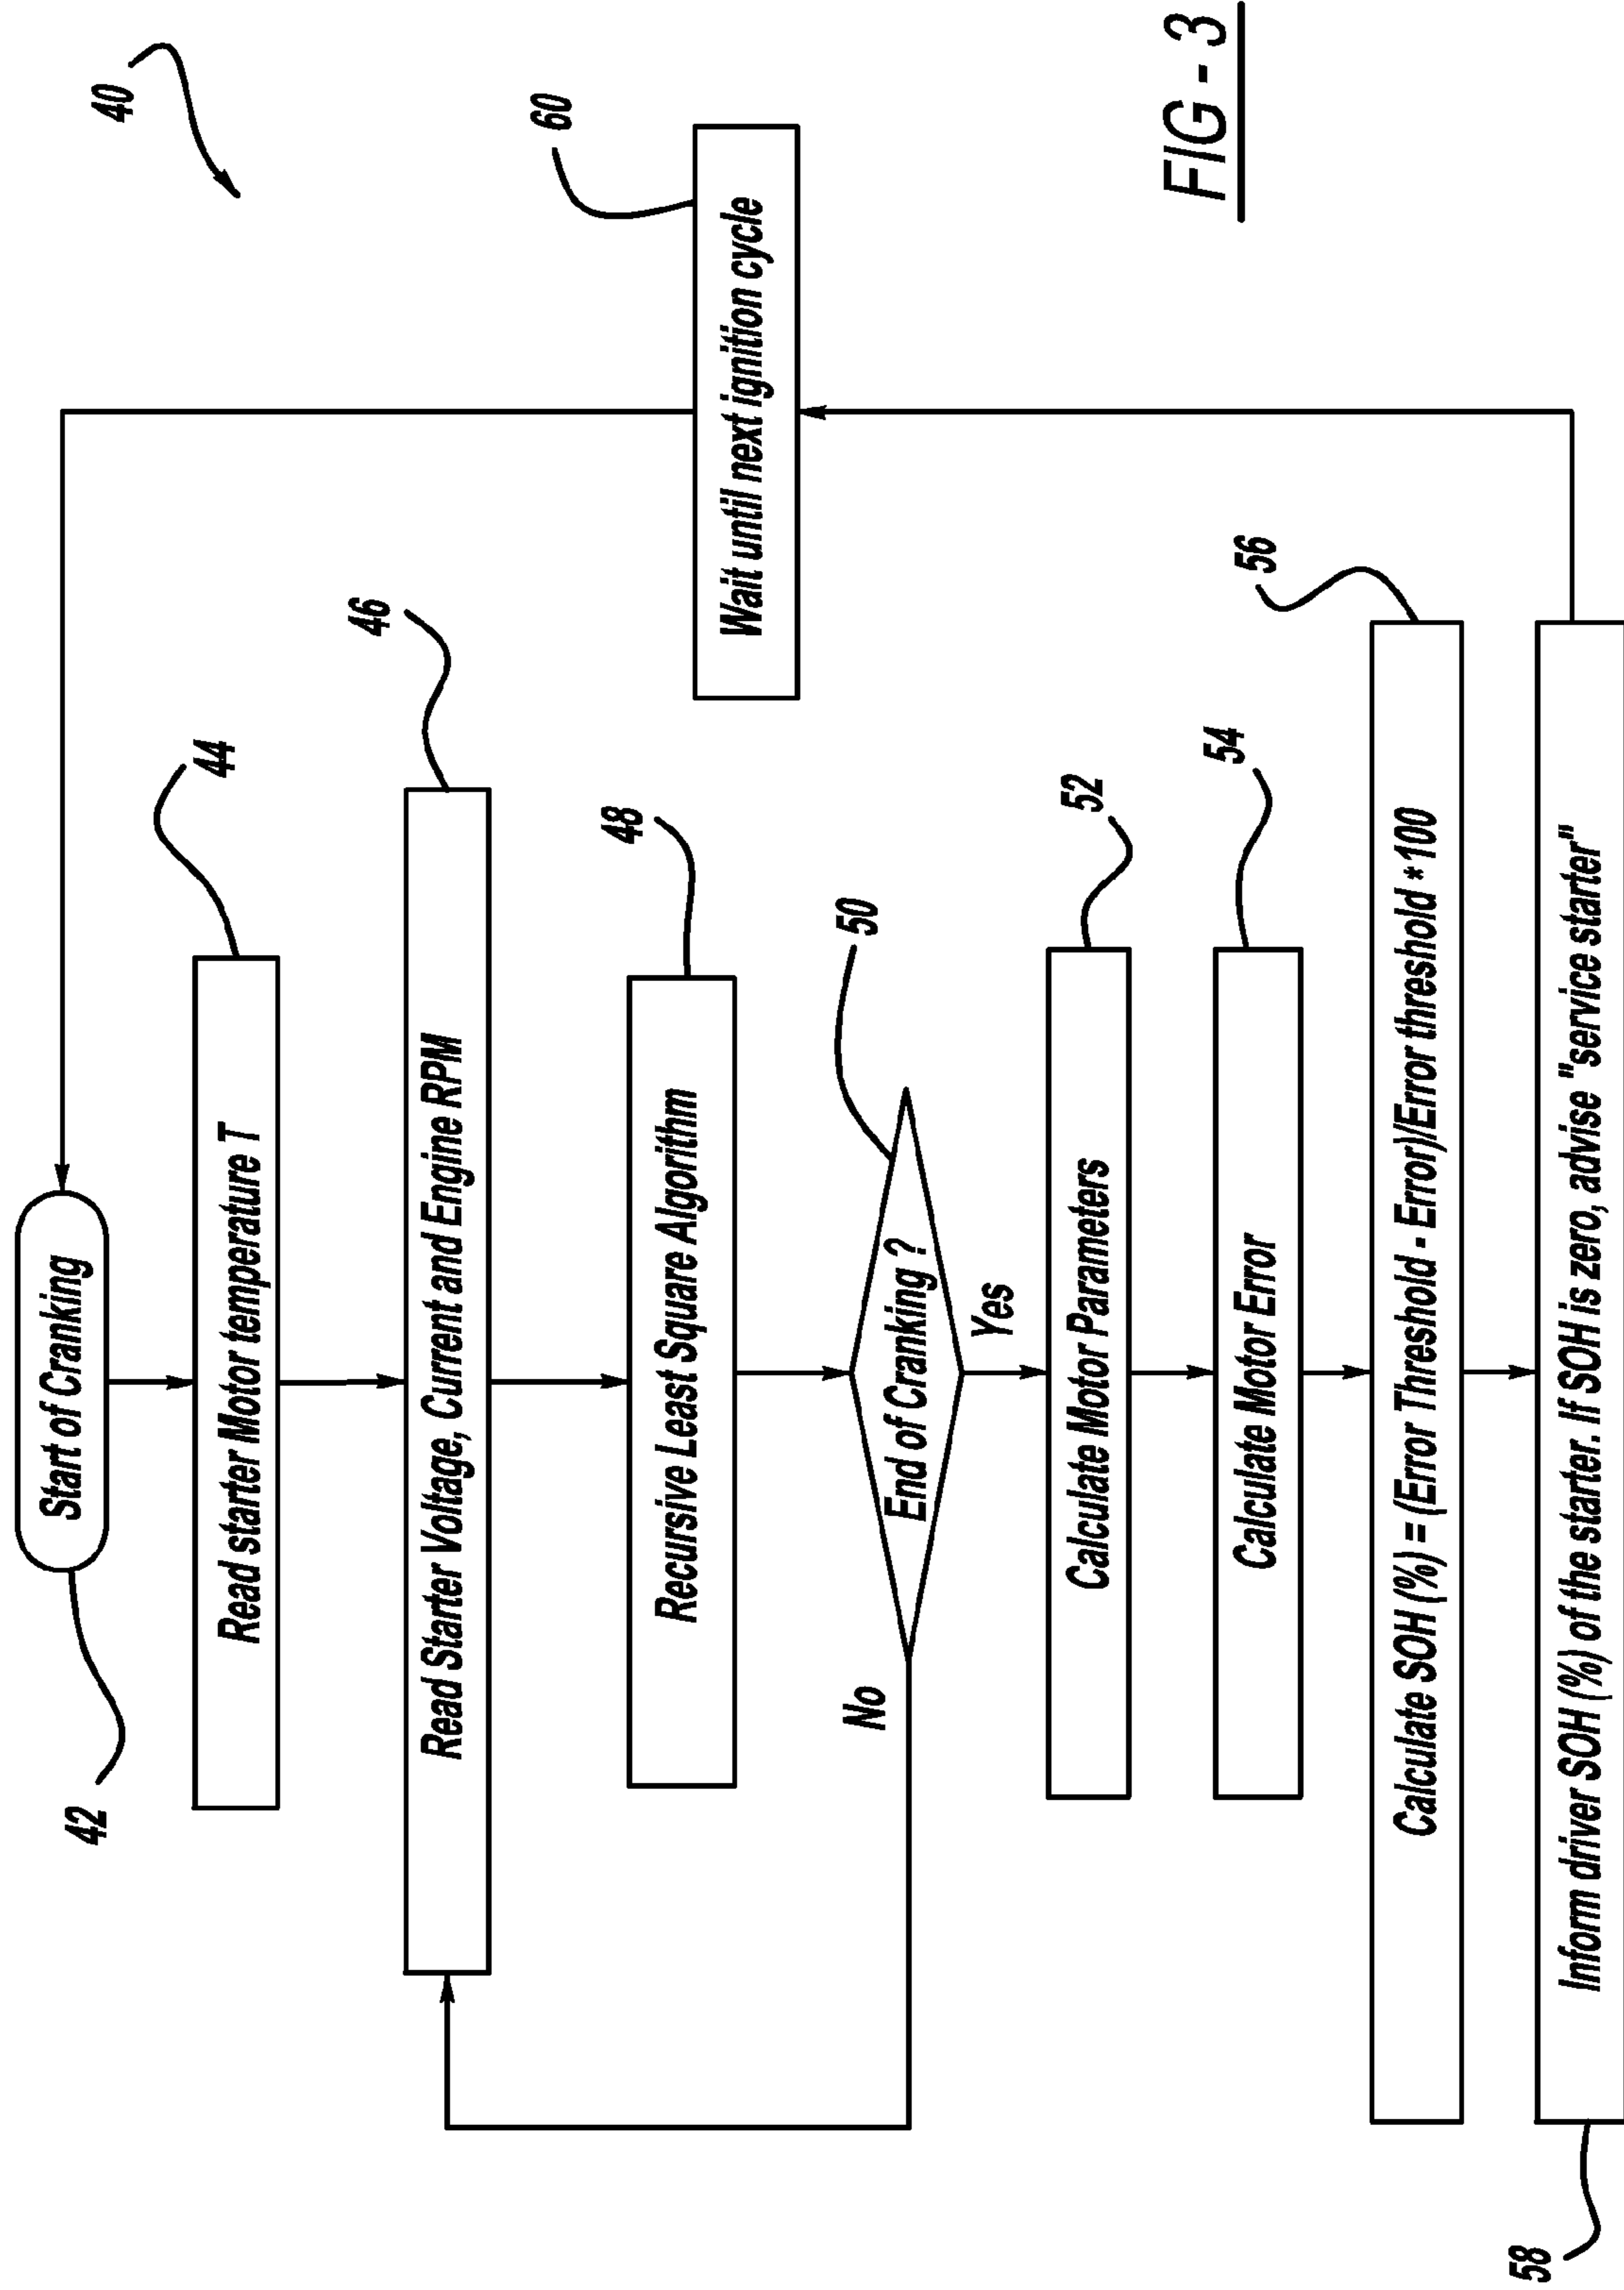 40
42
Start of Cranking
44
Read starter Motor temperature T
46
Read Starter Voltage, Current and Engine RPM
60
Wait until next ignition cycle
48
Recursive Least Square Algorithm
50
End of Cranking ?
No
Yes
52
Calculate Motor Parameters
54
Calculate Motor Error
56
Calculate SOH (%) = (Error Threshold - Error)/Error threshold * 100
58
Inform driver SOH (%) of the starter. If SOH is zero, advise "service starter"
FIG - 3